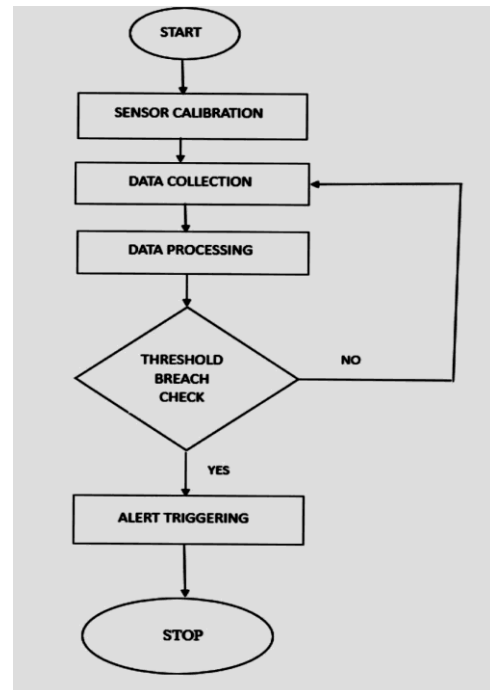 START
SENSOR CALIBRATION
DATA COLLECTION
DATA PROCESSING
THRESHOLD
BREACH
CHECK
NO
YES
ALERT TRIGGERING
STOP